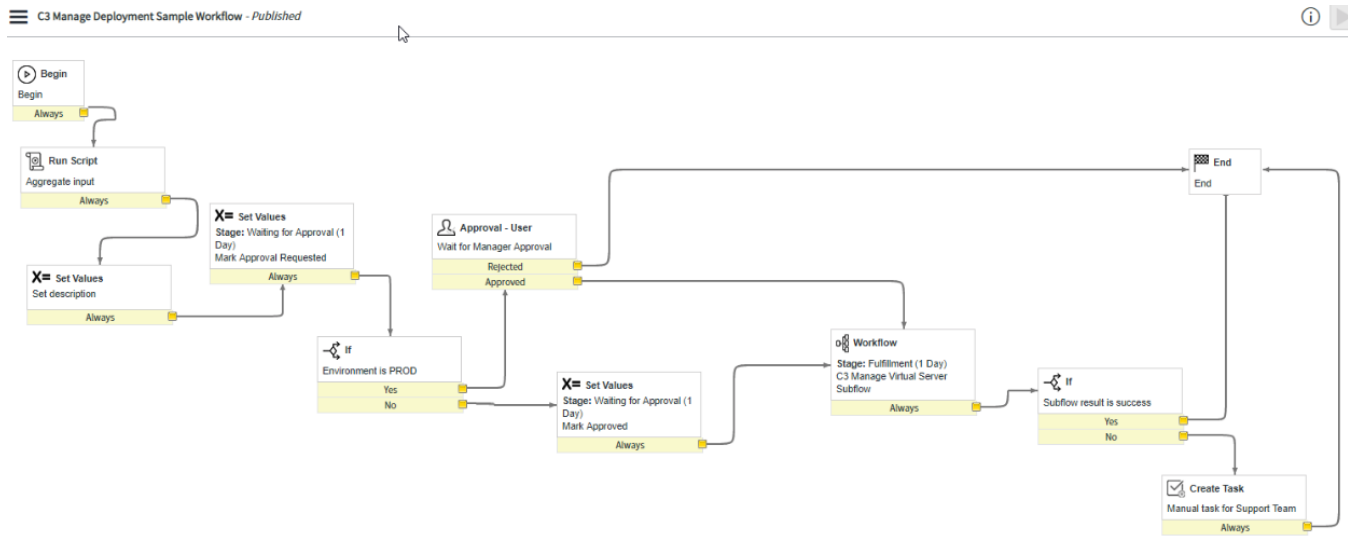 C3 Manage Deployment Sample Workflow - Published
Begin
Begin
Always
Run Script
Aggregate input
Always
X= Set Values
Set description
Always
X= Set Values
Stage: Waiting for Approval (1
Day)
Mark Approval Requested
Always
If
Environment is PROD
Yes
No
Approval - User
Wait for Manager Approval
Rejected
Approved
X= Set Values
Stage: Waiting for Approval (1
Day)
Mark Approved
Always
Workflow
Stage: Fulfillment (1 Day)
C3 Manage Virtual Server
Subflow
Always
If
Subflow result is success
Yes
No
Create Task
Manual task for Support Team
Always
End
End